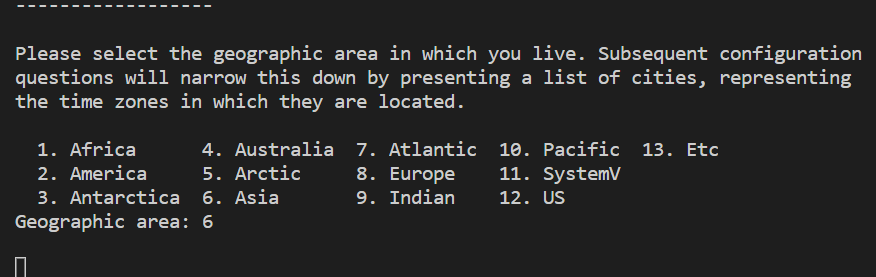 ------------------
Please select the geographic area in which you live. Subsequent configuration
questions will narrow this down by presenting a list of cities, representing
the time zones in which they are located.
1. Africa 4. Australia 7. Atlantic 10. Pacific 13. Etc
2. America 5. Arctic 8. Europe 11. SystemV
3. Antarctica 6. Asia 9. Indian 12. US
Geographic area: 6